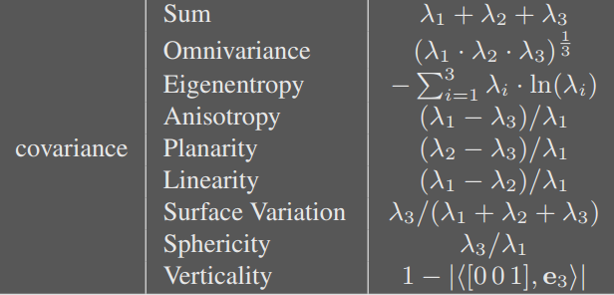 Sum λ₁ + λ₂ + λ₃
Omnivariance (λ₁ · λ₂ · λ₃)^{1/3}
Eigenentropy −∑³ᵢ₌₁ λᵢ · ln(λᵢ)
Anisotropy (λ₁ − λ₃)/λ₁
covariance Planarity (λ₂ − λ₃)/λ₁
Linearity (λ₁ − λ₂)/λ₁
Surface Variation λ₃/(λ₁ + λ₂ + λ₃)
Sphericity λ₃/λ₁
Verticality 1 − |⟨[0 0 1], e₃⟩|